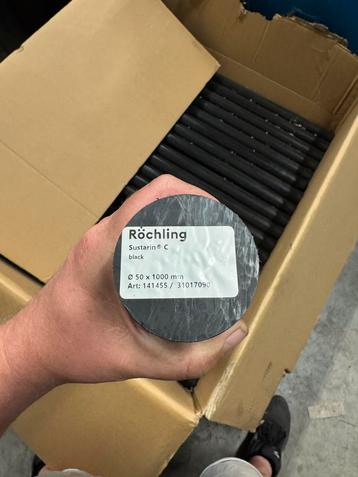 Röchling
Sustarin® C
black
Ø 50 x 1000 mm
Art: 141455 / 31017090